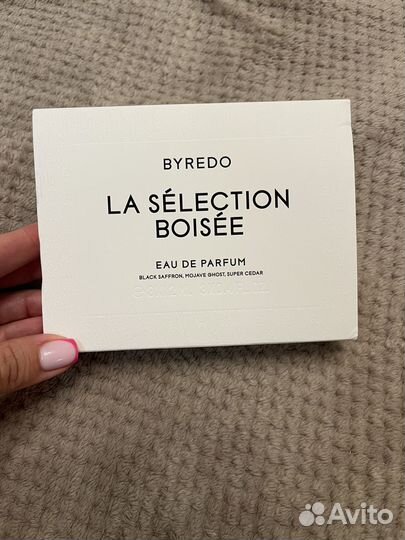 BYREDO
LA SÉLECTION
BOISÉE
EAU DE PARFUM
BLACK SAFFRON, MOJAVE GHOST, SUPER CEDAR
Avito